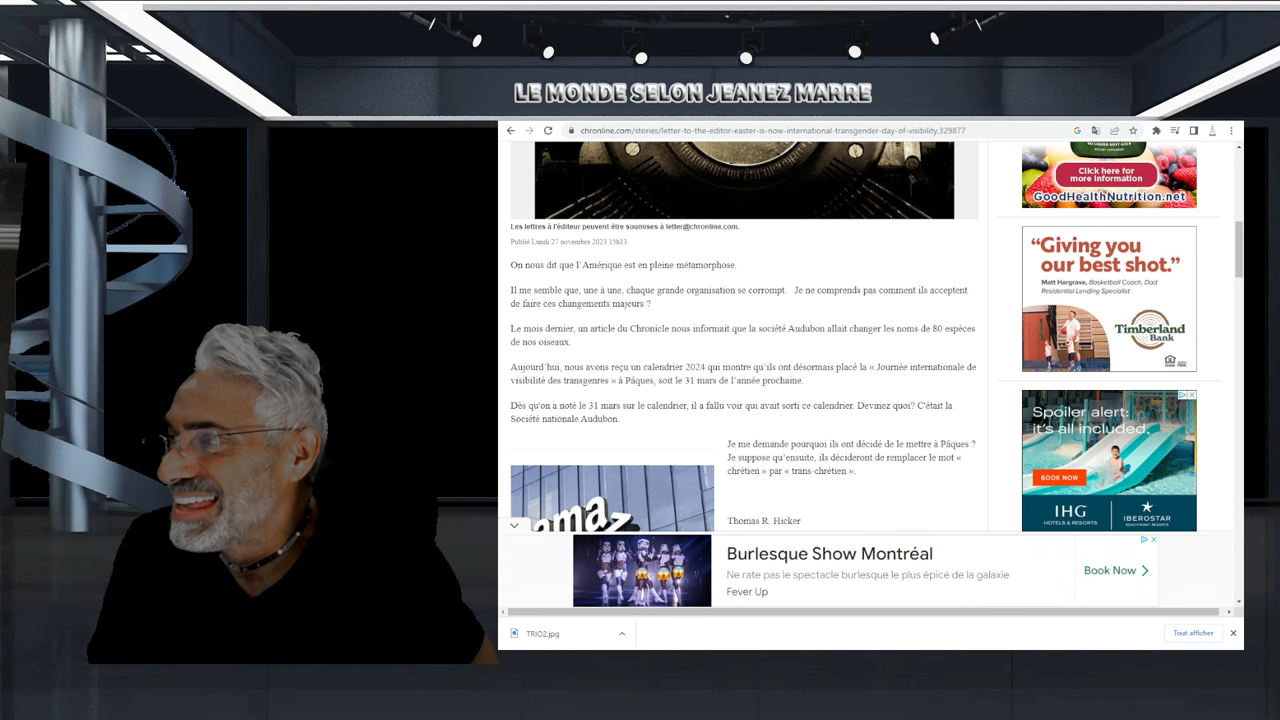 LE MONDE SELON JEANEZ MARRE
chronline.com/stories/letter-to-the-editor-easter-is-now-international-transgender-day-of-visibility,329877
Les lettres à l'éditeur peuvent être soumises à letter@chronline.com.
Publié Lundi 27 novembre 2023 15h13
On nous dit que l'Amérique est en pleine métamorphose.
Il me semble que, une à une, chaque grande organisation se corrompt. Je ne comprends pas comment ils acceptent
de faire ces changements majeurs ?
Le mois dernier, un article du Chronicle nous informait que la société Audubon allait changer les noms de 80 espèces
de nos oiseaux.
Aujourd'hui, nous avons reçu un calendrier 2024 qui montre qu'ils ont désormais placé la « Journée internationale de
visibilité des transgenres » à Pâques, soit le 31 mars de l'année prochaine.
Dès qu'on a noté le 31 mars sur le calendrier, il a fallu voir qui avait sorti ce calendrier. Devinez quoi? C'était la
Société nationale Audubon.
Je me demande pourquoi ils ont décidé de le mettre à Pâques ?
Je suppose qu'ensuite, ils décideront de remplacer le mot «
chrétien » par « trans-chrétien ».
Thomas R. Hicker
amaz
Click here for
more information
GoodHealthNutrition.net
“Giving you
our best shot.”
Matt Hargrave, Basketball Coach, Dad
Residential Lending Specialist
Timberland
Bank
Spoiler alert:
it's all included.
BOOK NOW
IHG
HOTELS & RESORTS
IBEROSTAR
BEACHFRONT RESORTS
Burlesque Show Montréal
Ne rate pas le spectacle burlesque le plus épicé de la galaxie
Fever Up
Book Now
TRIO2.jpg
Tout afficher